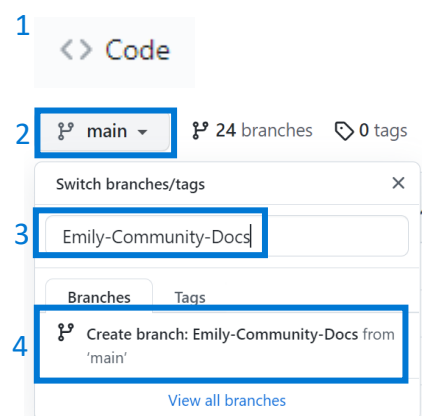 1
<> Code
2
main
24 branches
0 tags
Switch branches/tags
3
Emily-Community-Docs
Branches
Tags
4
Create branch: Emily-Community-Docs from
‘main’
View all branches